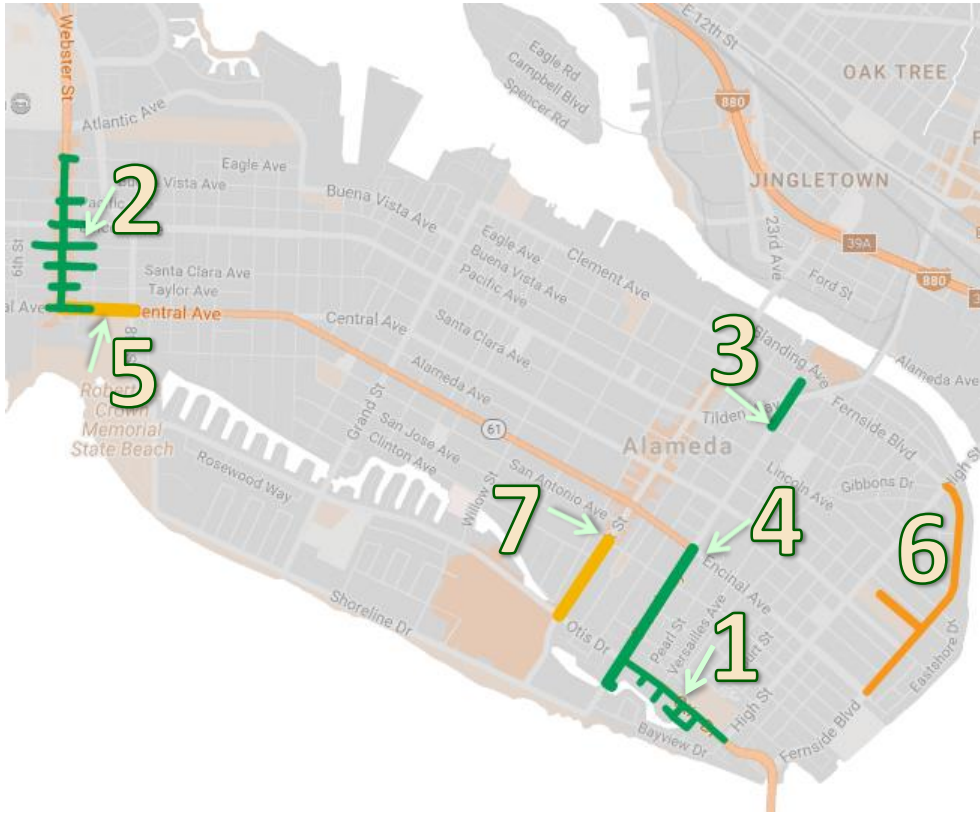 E 12th St
Webster St
Eagle Rd
Campbell Blvd
Spencer Rd
OAK TREE
880
Atlantic Ave
Eagle Ave
JINGLETOWN
2
Buena Vista Ave
Buena Vista Ave
23rd Ave
39A
6th St
Eagle Ave
Buena Vista Ave
Pacific Ave
Clement Ave
Ford St
880
Santa Clara Ave
Taylor Ave
Central Ave
Central Ave
Santa Clara Ave
3
Blanding Ave
Alameda Ave
5
Alameda Ave
Crown
Memorial
State Beach
Grand St
61
Tilden
Fernside Blvd
San Jose Ave
Clinton Ave
Alameda
Rosewood Way
San Antonio Ave
Lincoln Ave
Gibbons Dr
High St
Willow St
7
St
4
6
Encinal Ave
Shoreline Dr
Otis Dr
Pearl St
Versailles Ave
1
High St
Eastshore Dr
Bayview Dr
Fernside Blvd